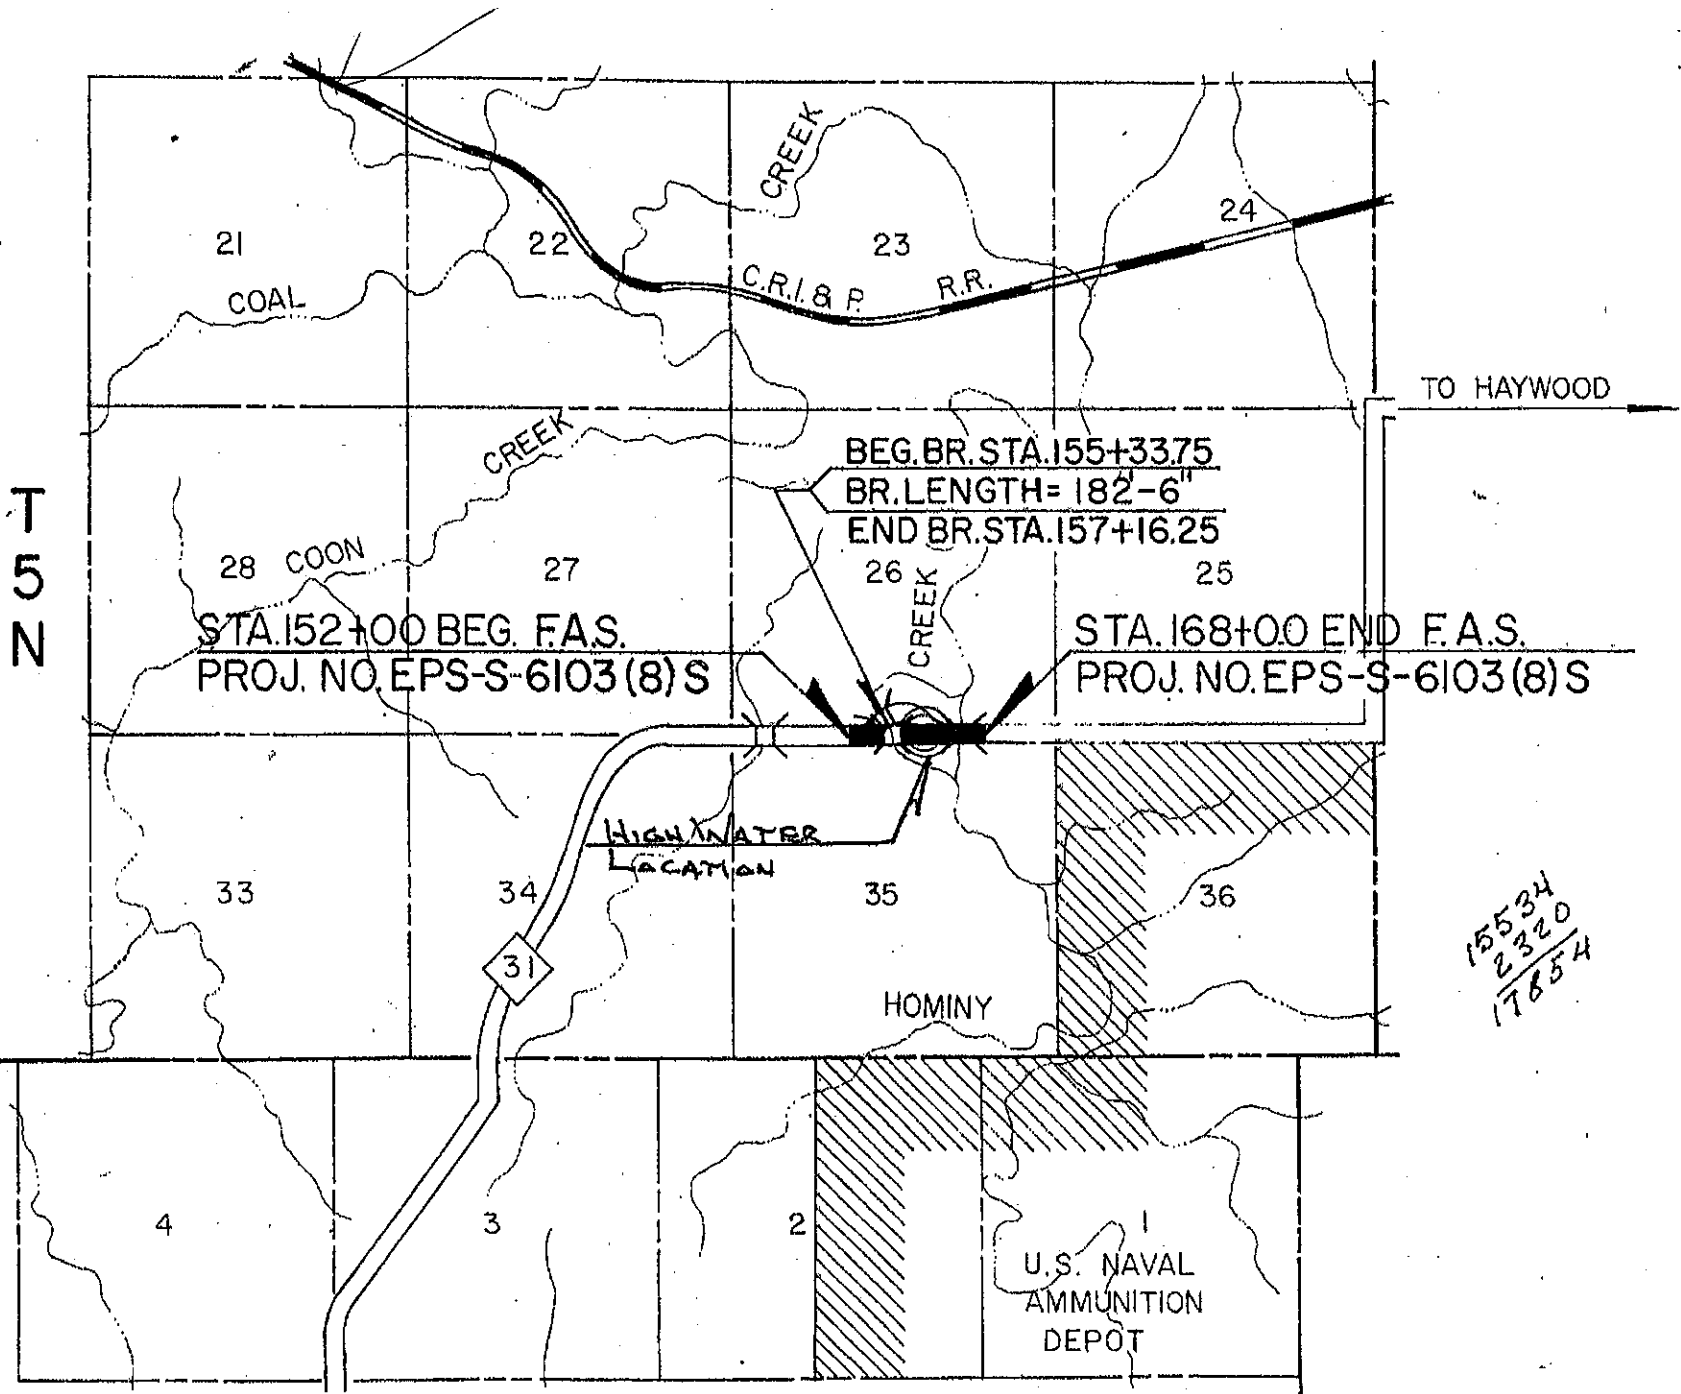 CREEK
21
22
23
24
COAL
C.R.I. & P. R.R.
TO HAYWOOD
CREEK
BEG. BR. STA. 155+33.75
BR. LENGTH = 182'-6"
END BR. STA. 157+16.25
T
5
N
28
COON
27
26
25
CREEK
STA. 152+00 BEG. F.A.S.
PROJ. NO. EPS-S-6103(8)S
STA. 168+00 END F.A.S.
PROJ. NO. EPS-S-6103(8)S
HIGH WATER
LOCATION
33
34
35
36
15534
2320
17854
31
HOMINY
4
3
2
1
U.S. NAVAL
AMMUNITION
DEPOT